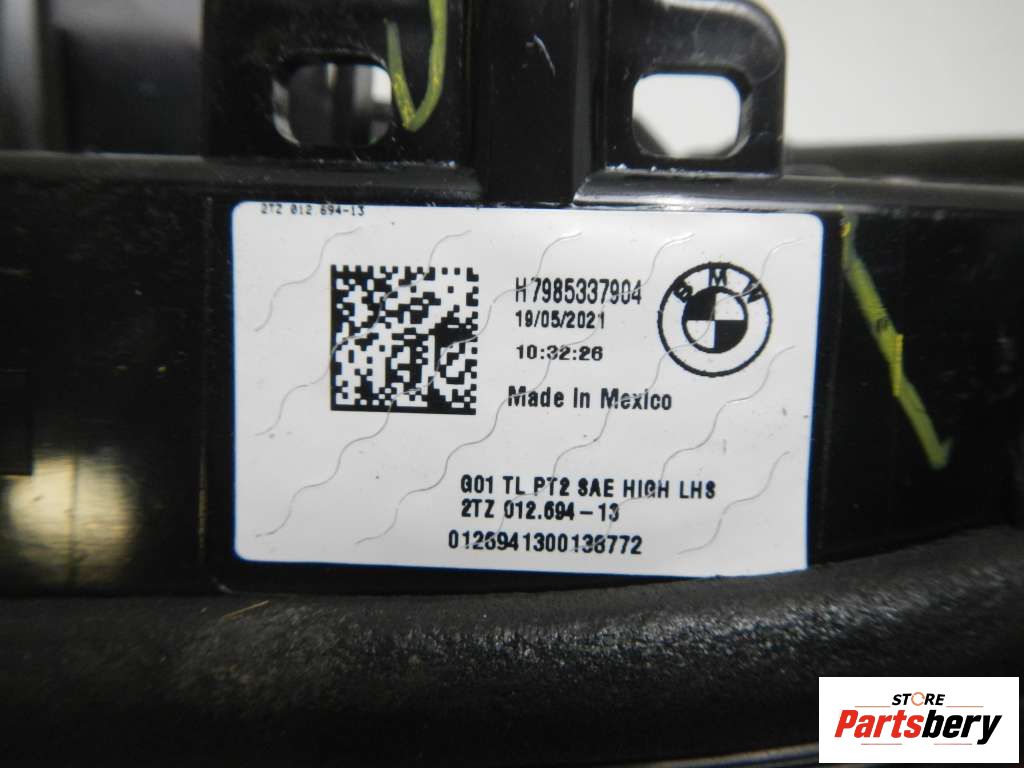 2TZ 012 694-13
H7985337904
19/05/2021
10:32:26
BMW
Made In Mexico
G01 TL PT2 SAE HIGH LHS
2TZ 012.694-13
0126941300138772
STORE
Partsbery